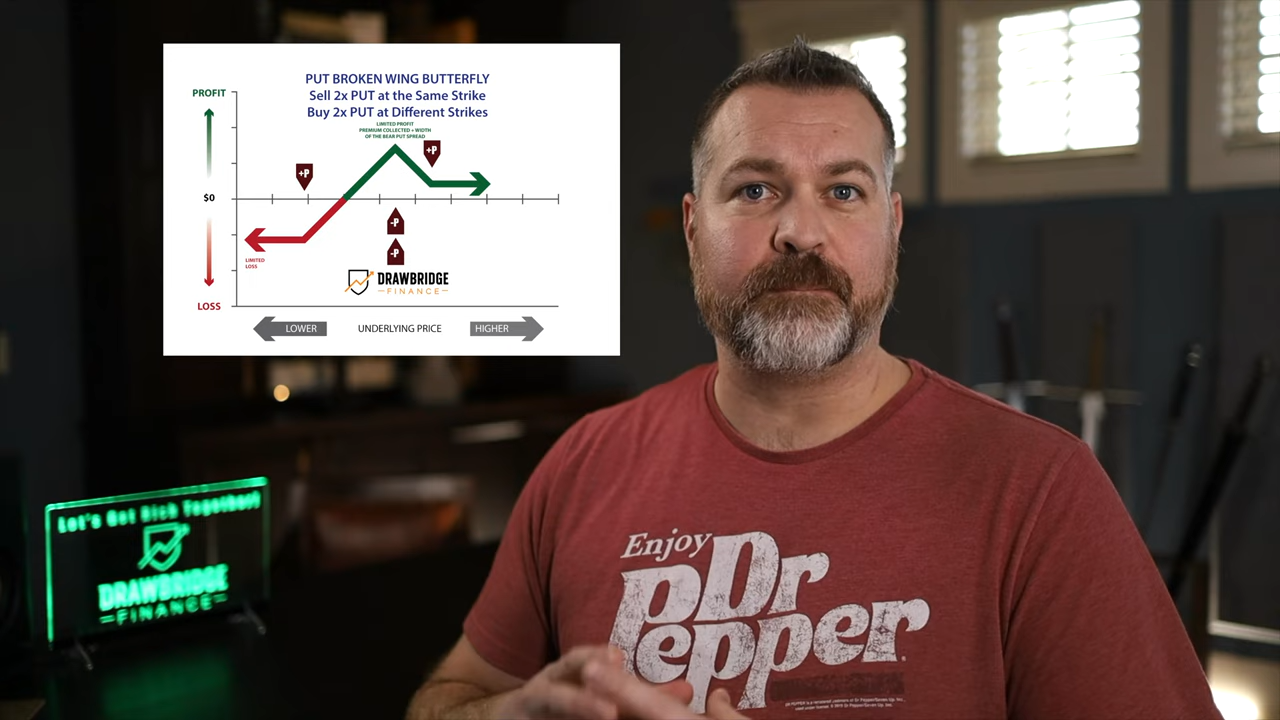 PUT BROKEN WING BUTTERFLY
Sell 2x PUT at the Same Strike
Buy 2x PUT at Different Strikes
LIMITED PROFIT
PREMIUM COLLECTED + WIDTH
OF THE BEAR PUT SPREAD
PROFIT
+P
+P
$0
-P
-P
LIMITED
LOSS
DRAWBRIDGE
FINANCE
LOSS
LOWER
UNDERLYING PRICE
HIGHER
Let's Get Rich Together!
DRAWBRIDGE
FINANCE
Enjoy
Dr
Pepper